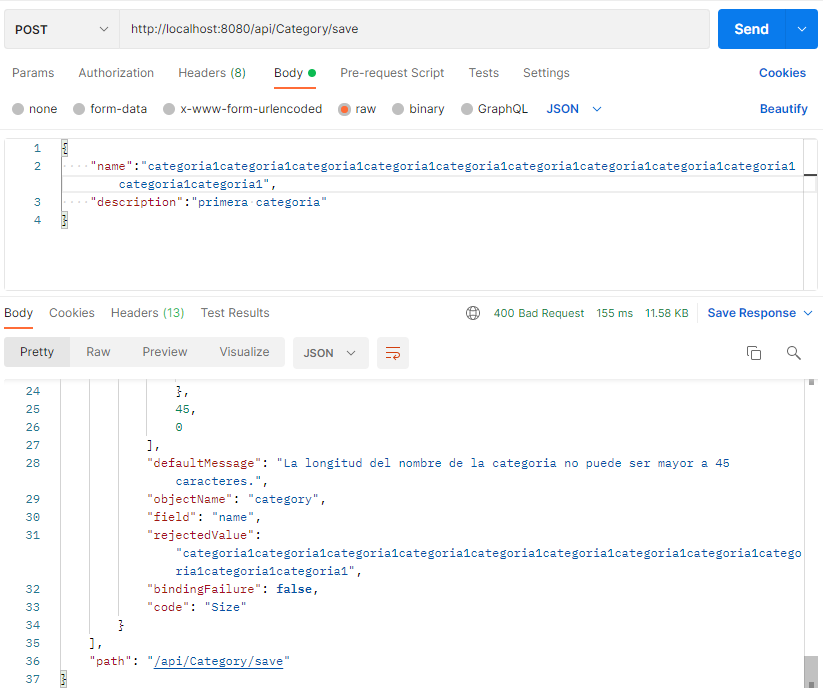 POST http://localhost:8080/api/Category/save Send
Params Authorization Headers (8) Body Pre-request Script Tests Settings Cookies
none form-data x-www-form-urlencoded raw binary GraphQL JSON Beautify
1 {
2 ····"name":"categoria1categoria1categoria1categoria1categoria1categoria1categoria1categoria1categoria1
categoria1categoria1",
3 ····"description":"primera·categoria"
4 }
Body Cookies Headers (13) Test Results 400 Bad Request 155 ms 11.58 KB Save Response
Pretty Raw Preview Visualize JSON
24 },
25 45,
26 0
27 ],
28 "defaultMessage": "La longitud del nombre de la categoria no puede ser mayor a 45
caracteres.",
29 "objectName": "category",
30 "field": "name",
31 "rejectedValue":
"categoria1categoria1categoria1categoria1categoria1categoria1categoria1categoria1catego
ria1categoria1categoria1",
32 "bindingFailure": false,
33 "code": "Size"
34 }
35 ],
36 "path": "/api/Category/save"
37 }